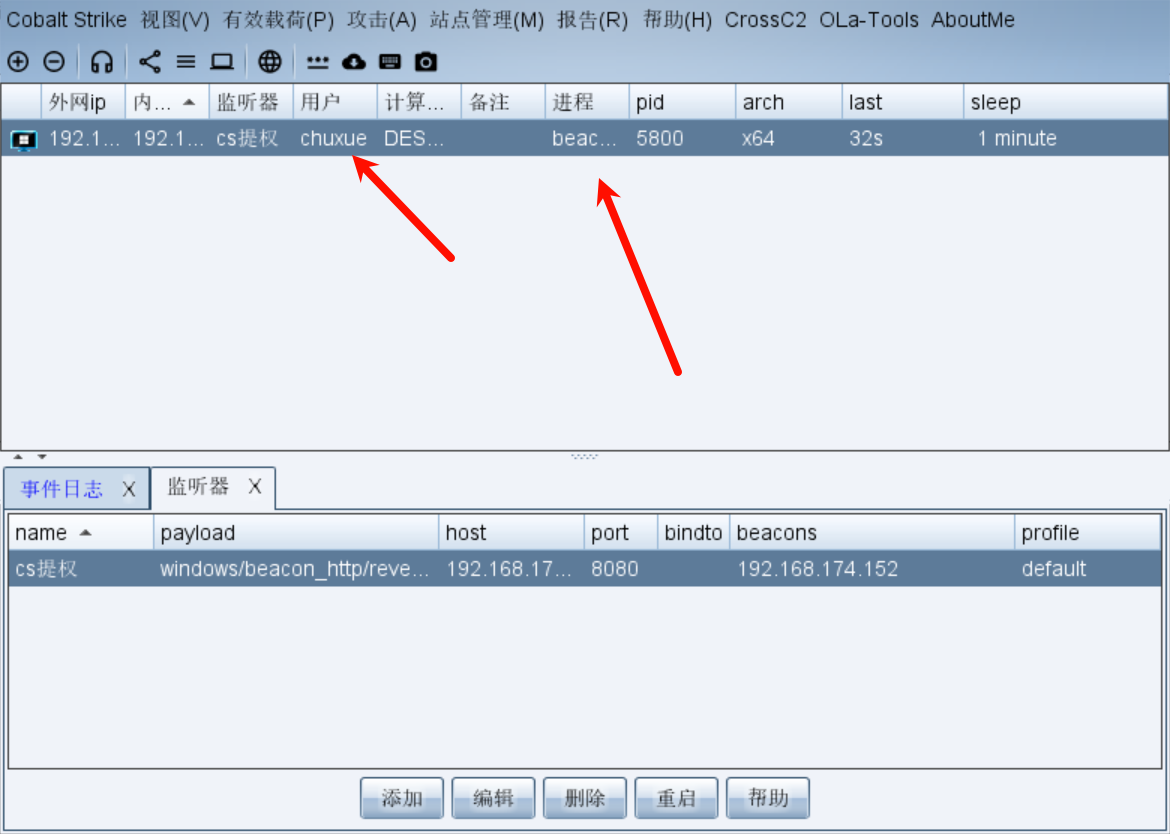 Cobalt Strike 视图(V) 有效载荷(P) 攻击(A) 站点管理(M) 报告(R) 帮助(H) CrossC2 OLa-Tools AboutMe
外网ip 内... 监听器 用户 计算... 备注 进程 pid arch last sleep
192.1... 192.1... cs提权 chuxue DES... beac... 5800 x64 32s 1 minute
事件日志 X 监听器 X
name payload host port bindto beacons profile
cs提权 windows/beacon_http/reve... 192.168.17... 8080 192.168.174.152 default
添加 编辑 删除 重启 帮助